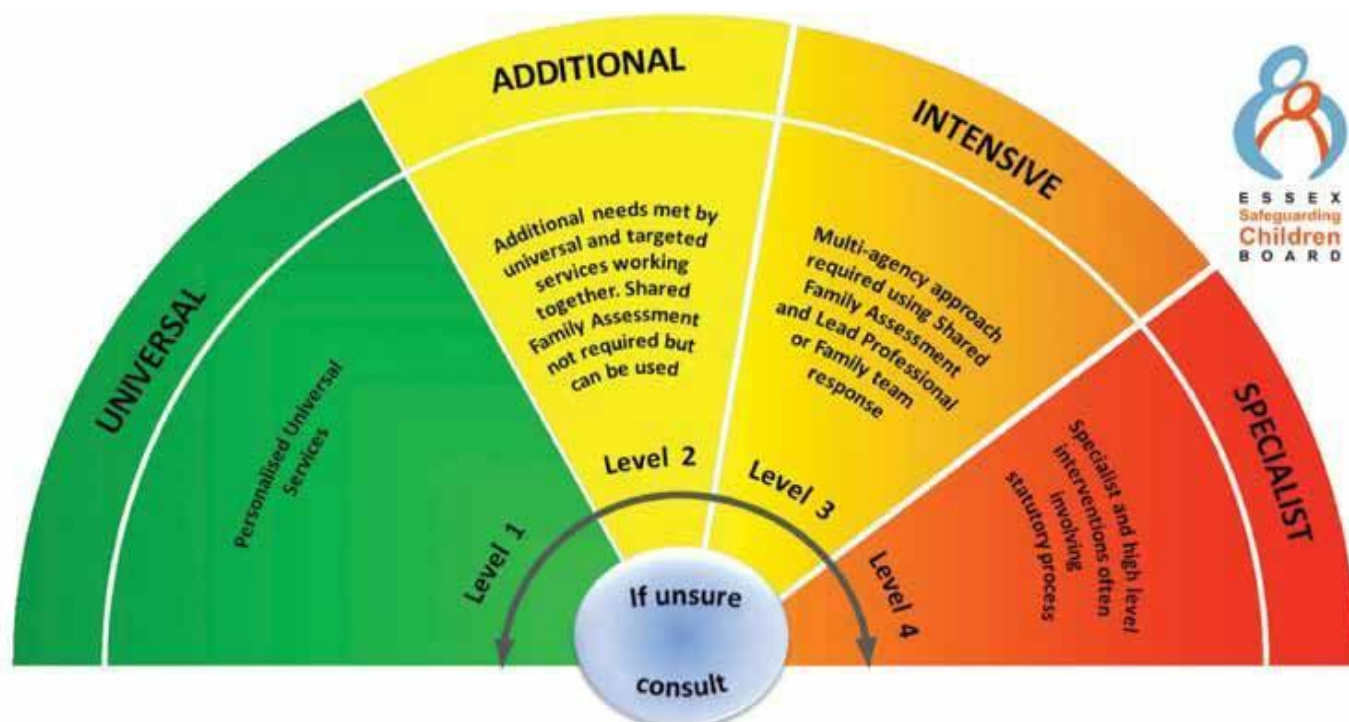 UNIVERSAL
Personalised Universal
Services
Level 1
ADDITIONAL
Additional needs met by
universal and targeted
services working
together. Shared
Family Assessment
not required but
can be used
Level 2
INTENSIVE
Multi-agency approach
required using Shared
Family Assessment
and Lead Professional
or Family team
response
Level 3
SPECIALIST
Specialist and high level
interventions often
involving
statutory process
Level 4
If unsure
consult
ESSEX
Safeguarding
Children
BOARD